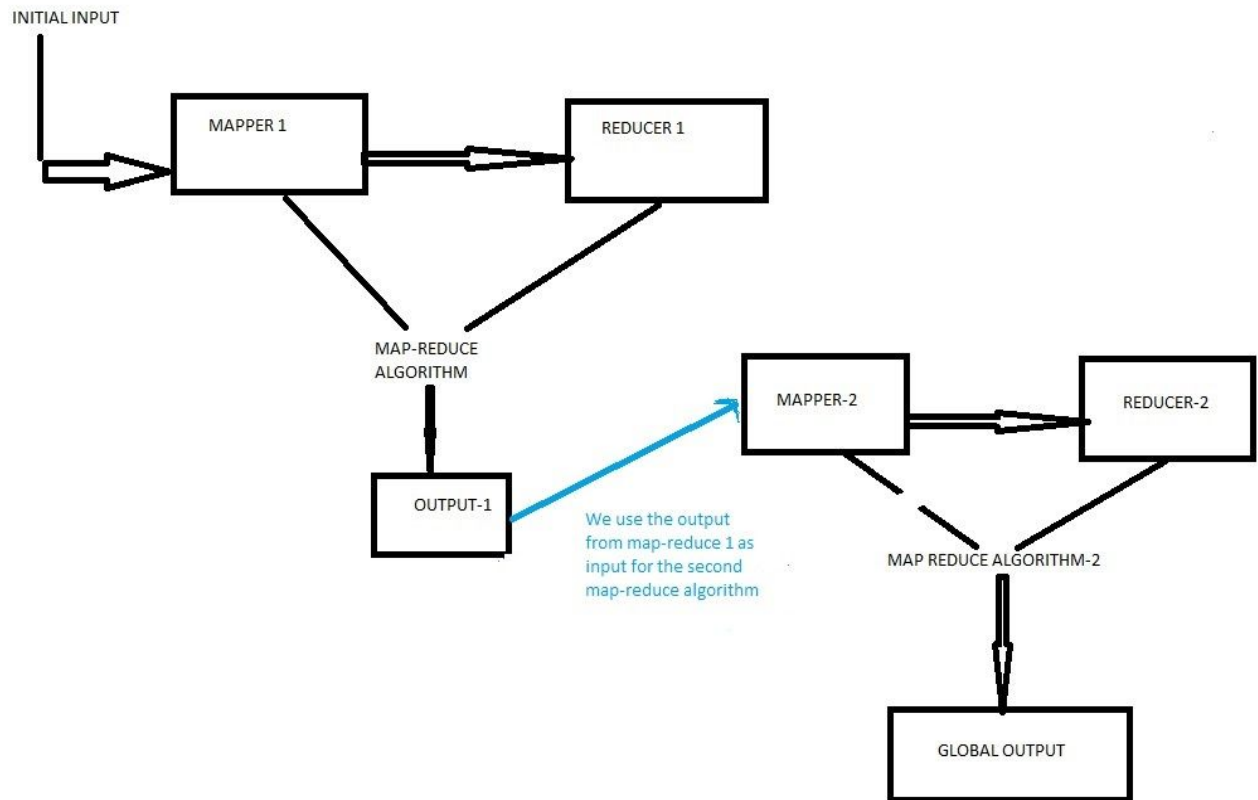 INITIAL INPUT
MAPPER 1
REDUCER 1
MAP-REDUCE
ALGORITHM
OUTPUT-1
We use the output
from map-reduce 1 as
input for the second
map-reduce algorithm
MAPPER-2
REDUCER-2
MAP REDUCE ALGORITHM-2
GLOBAL OUTPUT